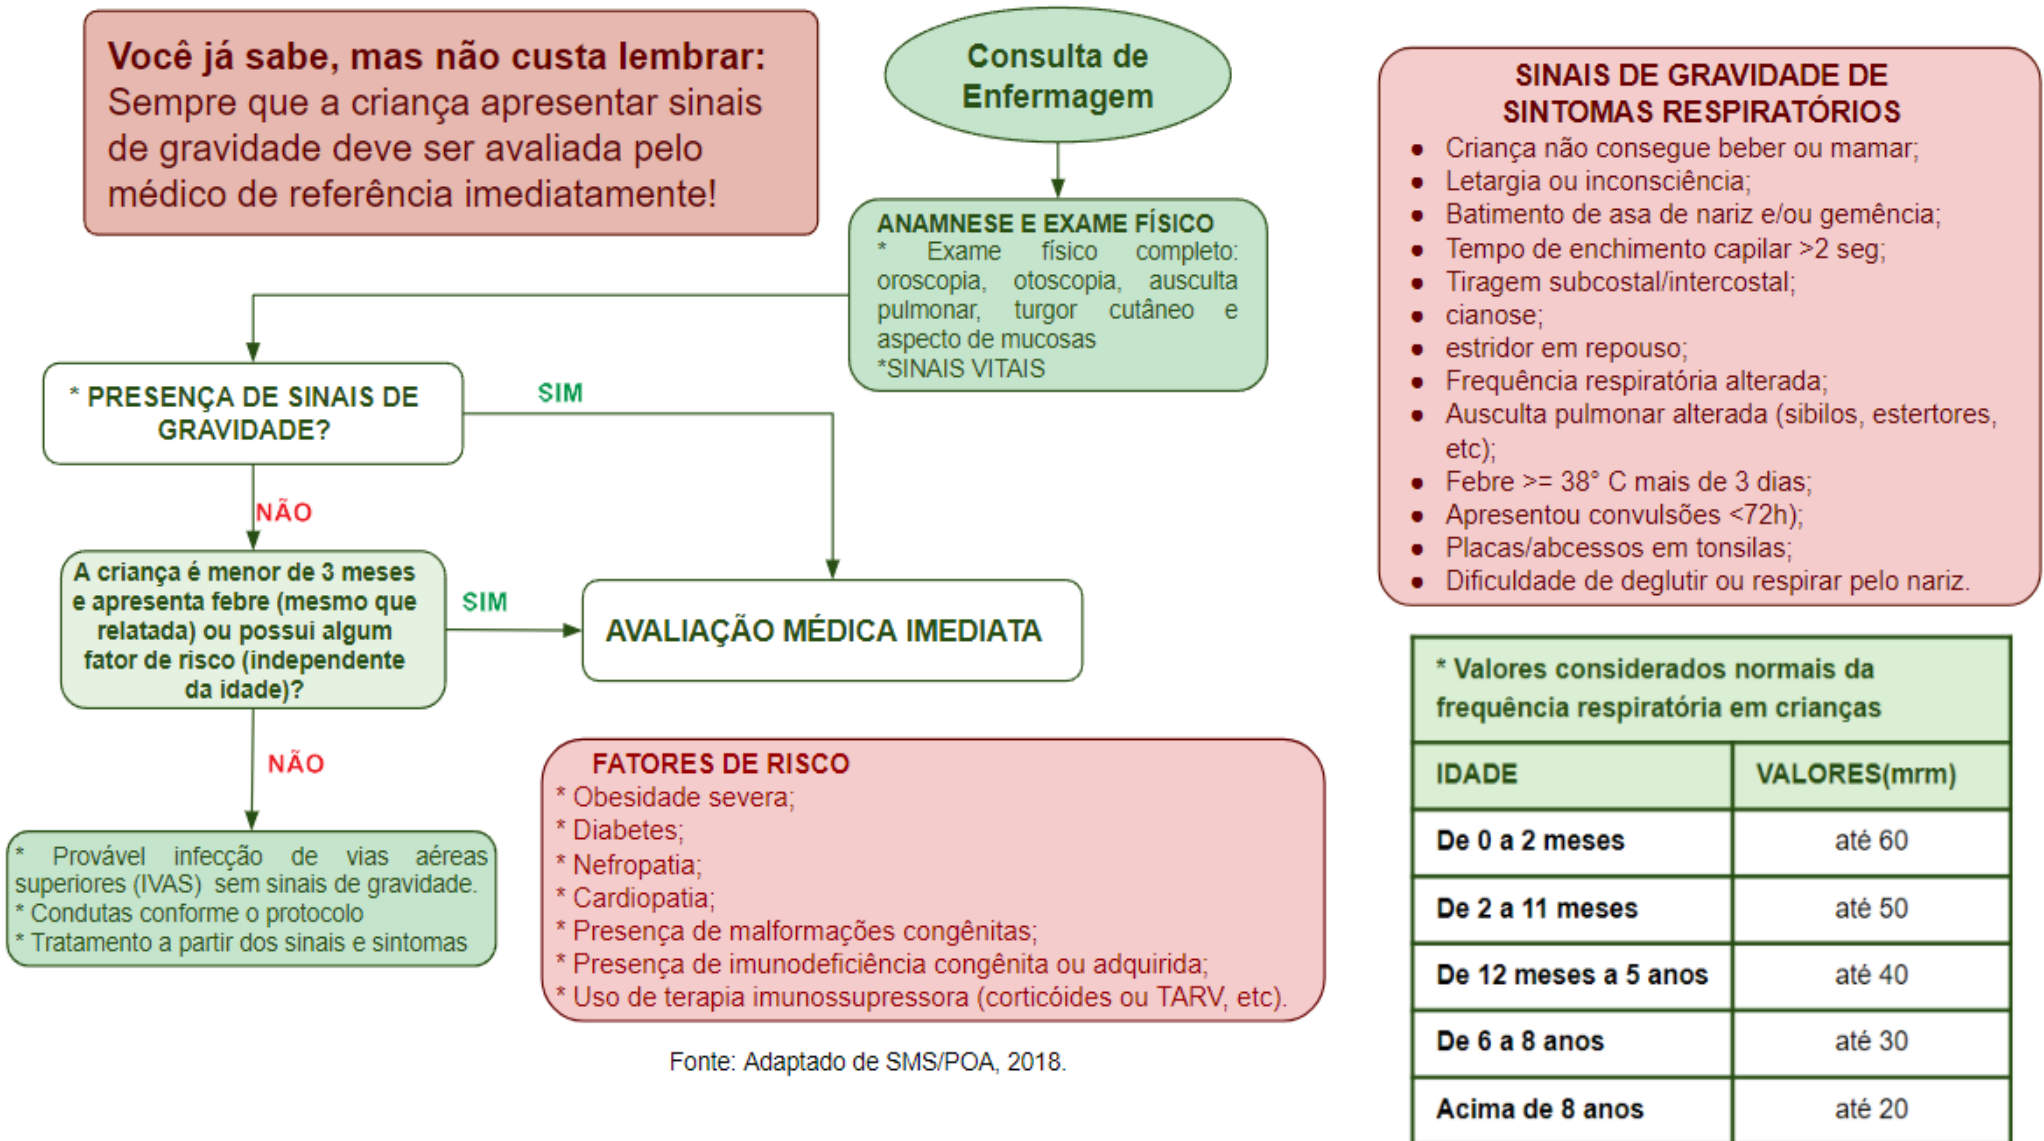 Você já sabe, mas não custa lembrar:
Sempre que a criança apresentar sinais
de gravidade deve ser avaliada pelo
médico de referência imediatamente!
Consulta de
Enfermagem
ANAMNESE E EXAME FÍSICO
* Exame físico completo:
oroscopia, otoscopia, ausculta
pulmonar, turgor cutâneo e
aspecto de mucosas
*SINAIS VITAIS
* PRESENÇA DE SINAIS DE
GRAVIDADE?
SIM
NÃO
A criança é menor de 3 meses
e apresenta febre (mesmo que
relatada) ou possui algum
fator de risco (independente
da idade)?
SIM
AVALIAÇÃO MÉDICA IMEDIATA
NÃO
* Provável infecção de vias aéreas
superiores (IVAS) sem sinais de gravidade.
* Condutas conforme o protocolo
* Tratamento a partir dos sinais e sintomas
FATORES DE RISCO
* Obesidade severa;
* Diabetes;
* Nefropatia;
* Cardiopatia;
* Presença de malformações congênitas;
* Presença de imunodeficiência congênita ou adquirida;
* Uso de terapia imunossupressora (corticóides ou TARV, etc).
Fonte: Adaptado de SMS/POA, 2018.
SINAIS DE GRAVIDADE DE
SINTOMAS RESPIRATÓRIOS
● Criança não consegue beber ou mamar;
● Letargia ou inconsciência;
● Batimento de asa de nariz e/ou gemência;
● Tempo de enchimento capilar >2 seg;
● Tiragem subcostal/intercostal;
● cianose;
● estridor em repouso;
● Frequência respiratória alterada;
● Ausculta pulmonar alterada (sibilos, estertores,
etc);
● Febre >= 38° C mais de 3 dias;
● Apresentou convulsões <72h);
● Placas/abcessos em tonsilas;
● Dificuldade de deglutir ou respirar pelo nariz.
* Valores considerados normais da
frequência respiratória em crianças
IDADE VALORES(mrm)
De 0 a 2 meses até 60
De 2 a 11 meses até 50
De 12 meses a 5 anos até 40
De 6 a 8 anos até 30
Acima de 8 anos até 20